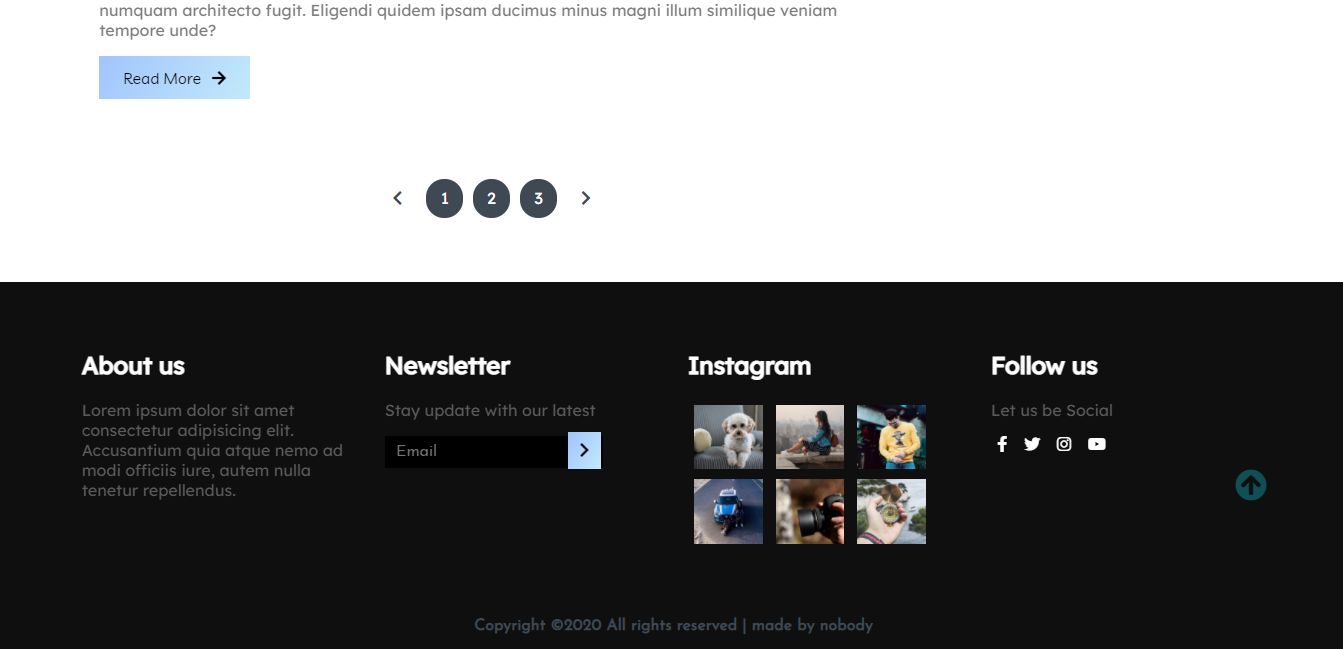 numquam architecto fugit. Eligendi quidem ipsam ducimus minus magni illum similique veniam
tempore unde?
Read More
1 2 3
About us
Lorem ipsum dolor sit amet
consectetur adipisicing elit.
Accusantium quia atque nemo ad
modi officiis iure, autem nulla
tenetur repellendus.
Newsletter
Stay update with our latest
Email
Instagram
Follow us
Let us be Social
Copyright ©2020 All rights reserved | made by nobody